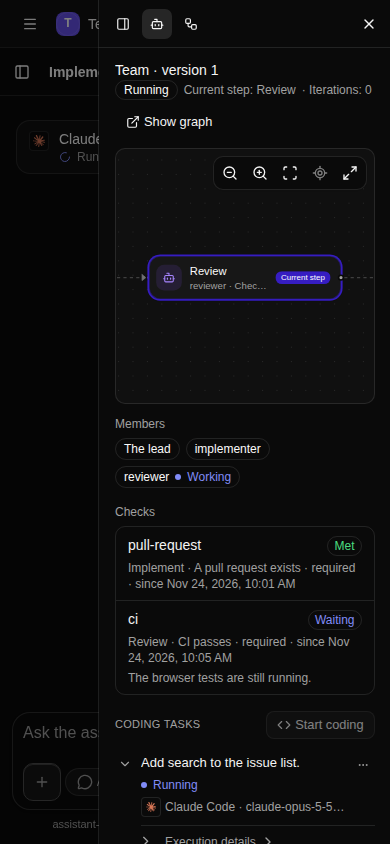 T Te
Team · version 1
Running Current step: Review · Iterations: 0
Show graph
Implem
Claude
Run
Review
reviewer · Chec…
Current step
Members
The lead
implementer
reviewer Working
Checks
pull-request Met
Implement · A pull request exists · required
· since Nov 24, 2026, 10:01 AM
ci Waiting
Review · CI passes · required · since Nov
24, 2026, 10:05 AM
The browser tests are still running.
CODING TASKS Start coding
Ask the as
Add search to the issue list.
Running
Claude Code · claude-opus-5-5…
assistant-
Execution details